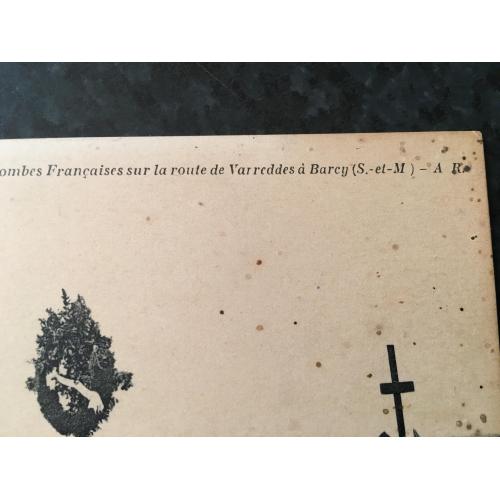 ombes Françaises sur la route de Varreddes à Barcy (S.-et-M ) - A R.